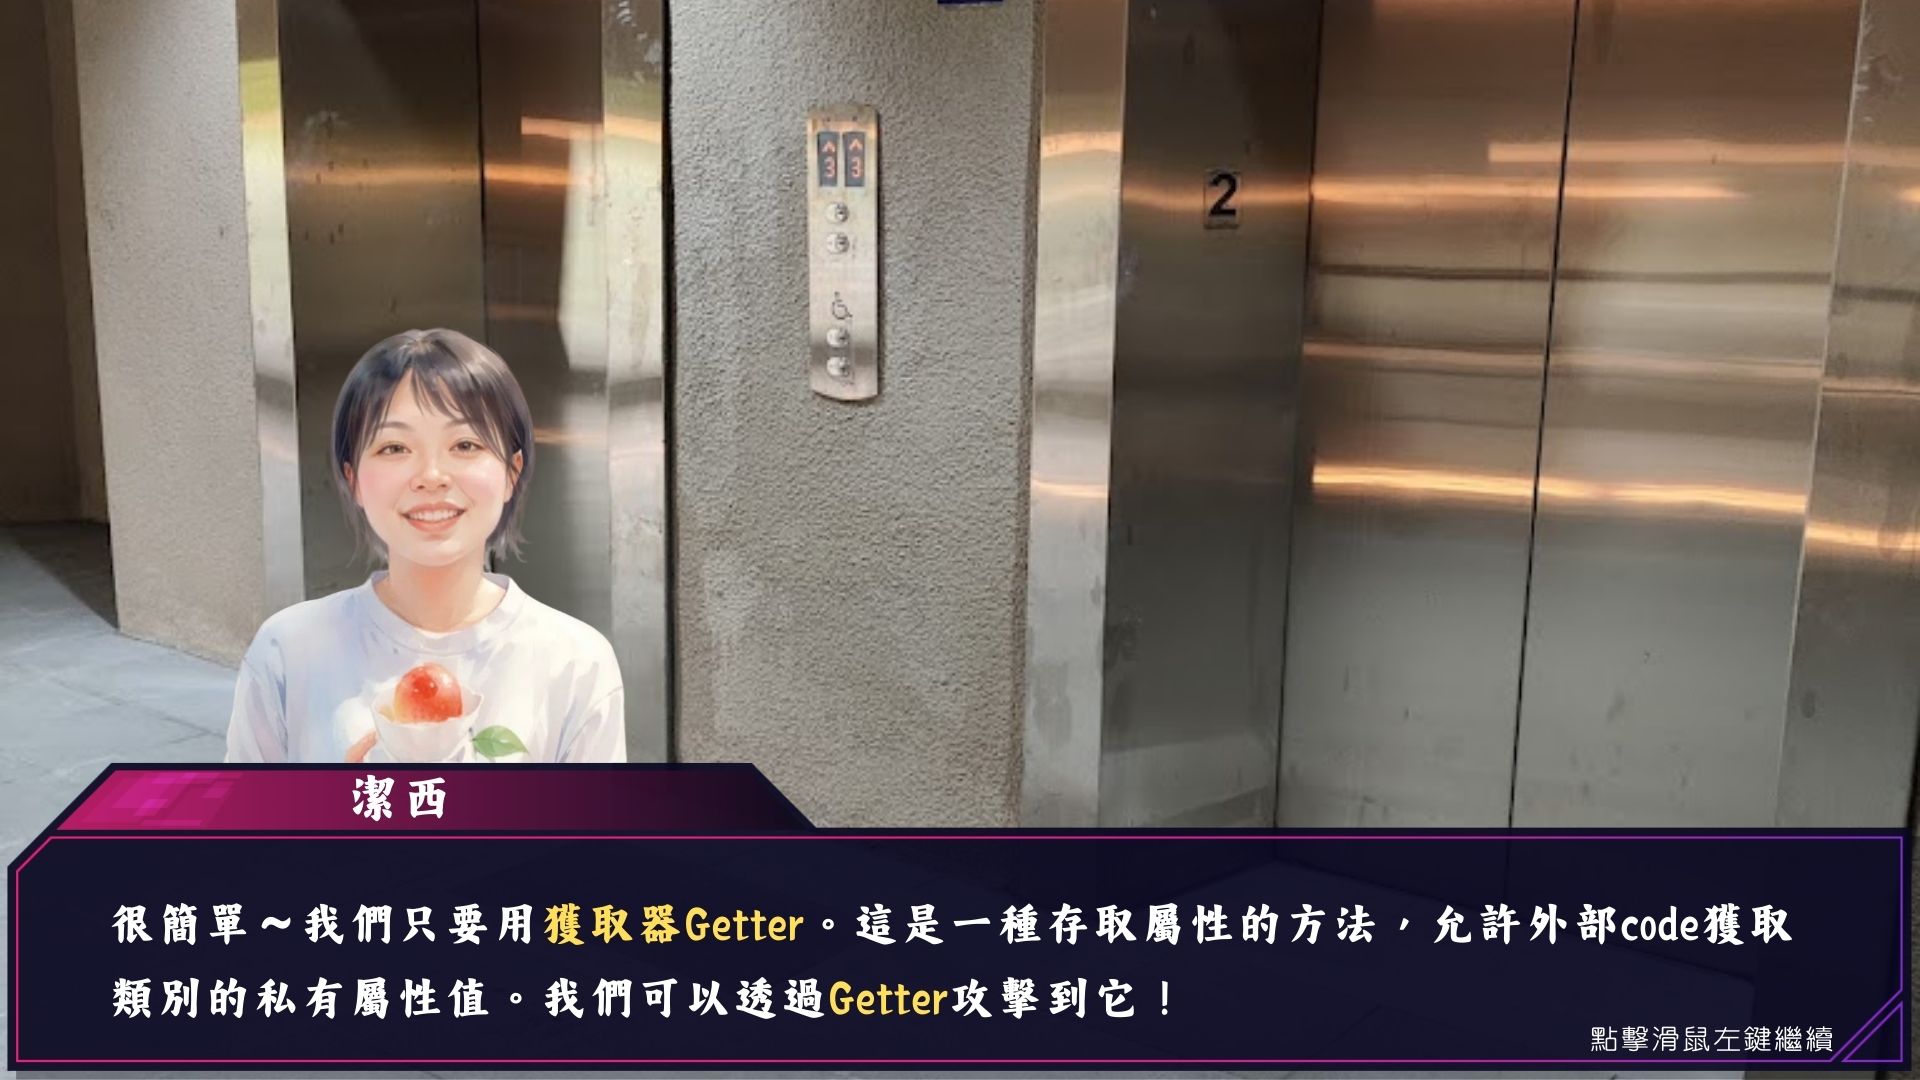 3 3
2
潔西
很簡單～我們只要用獲取器Getter。這是一種存取屬性的方法，允許外部code獲取
類別的私有屬性值。我們可以透過Getter攻擊到它！
點擊滑鼠左鍵繼續